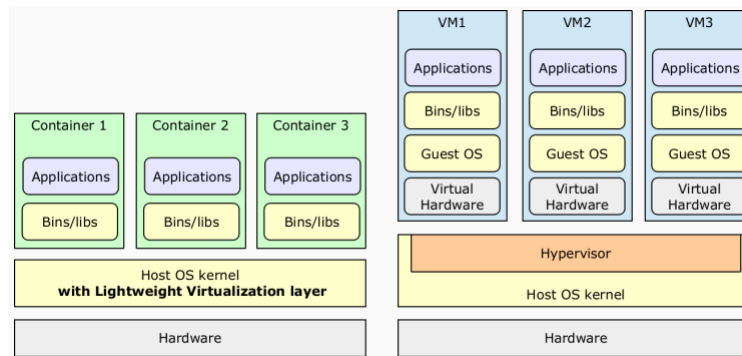 Container 1
Applications
Bins/libs
Container 2
Applications
Bins/libs
Container 3
Applications
Bins/libs
Host OS kernel
with Lightweight Virtualization layer
Hardware
VM1
Applications
Bins/libs
Guest OS
Virtual
Hardware
VM2
Applications
Bins/libs
Guest OS
Virtual
Hardware
VM3
Applications
Bins/libs
Guest OS
Virtual
Hardware
Hypervisor
Host OS kernel
Hardware